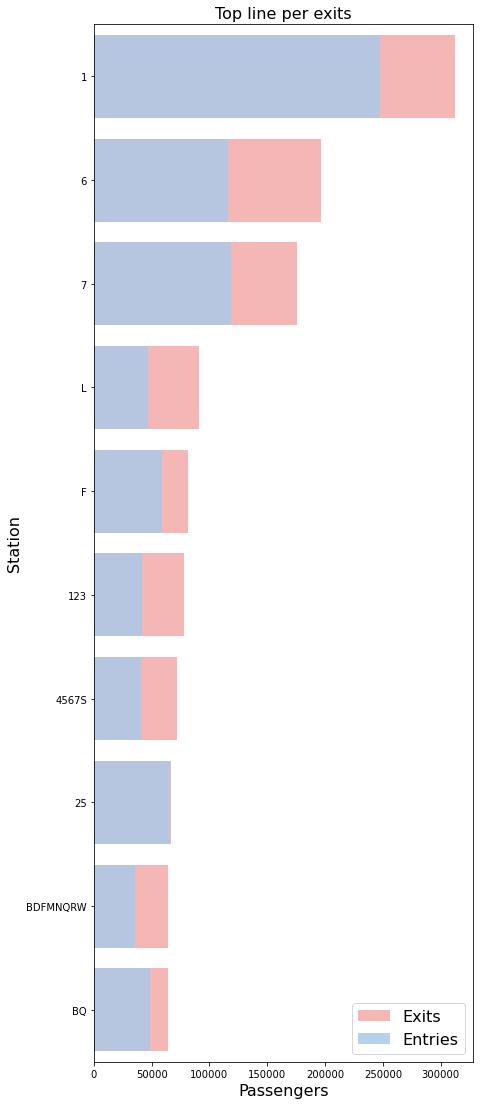 Top line per exits
1
6
7
L
F
123
4567S
25
BDFMNQRW
BQ
Station
Exits
Entries
0 50000 100000 150000 200000 250000 300000
Passengers